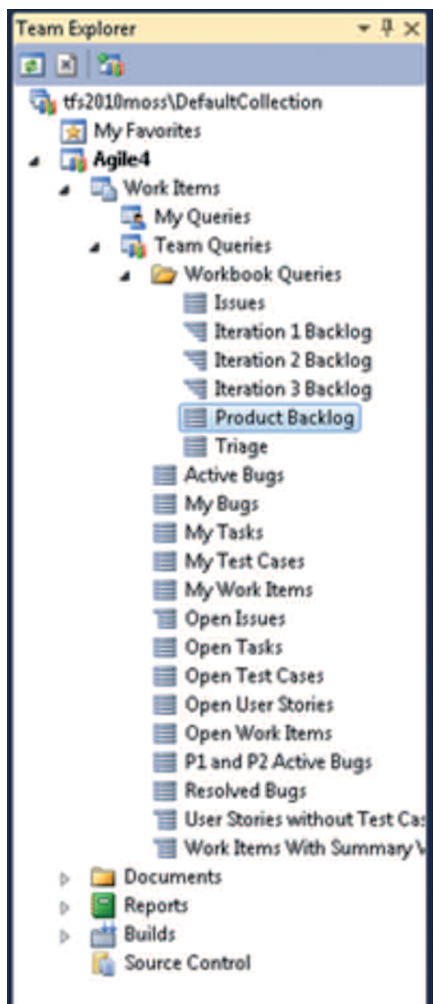 Team Explorer
tfs2010moss\DefaultCollection
My Favorites
Agile4
Work Items
My Queries
Team Queries
Workbook Queries
Issues
Iteration 1 Backlog
Iteration 2 Backlog
Iteration 3 Backlog
Product Backlog
Triage
Active Bugs
My Bugs
My Tasks
My Test Cases
My Work Items
Open Issues
Open Tasks
Open Test Cases
Open User Stories
Open Work Items
P1 and P2 Active Bugs
Resolved Bugs
User Stories without Test
Work Items With Summary
Documents
Reports
Builds
Source Control